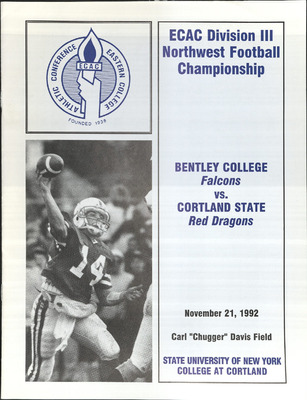 ATHLETIC CONFERENCE EASTERN COLLEGE
ECAC
FOUNDED 1938
ECAC Division III
Northwest Football
Championship
BENTLEY COLLEGE
Falcons
vs.
CORTLAND STATE
Red Dragons
14
November 21, 1992
Carl "Chugger" Davis Field
STATE UNIVERSITY OF NEW YORK
COLLEGE AT CORTLAND